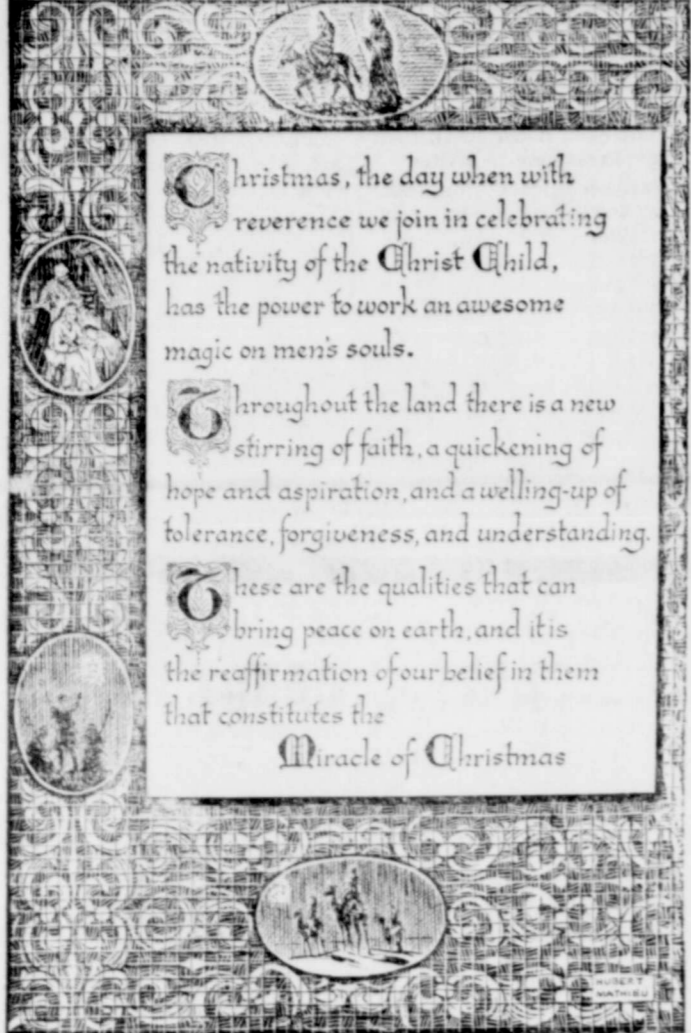 Christmas, the day when with
reverence we join in celebrating
the nativity of the Christ Child,
has the power to work an awesome
magic on men's souls.
Throughout the land there is a new
stirring of faith, a quickening of
hope and aspiration, and a welling-up of
tolerance, forgiveness, and understanding.
These are the qualities that can
bring peace on earth, and it is
the reaffirmation of our belief in them
that constitutes the
Miracle of Christmas
HUBERT
MATHIEU